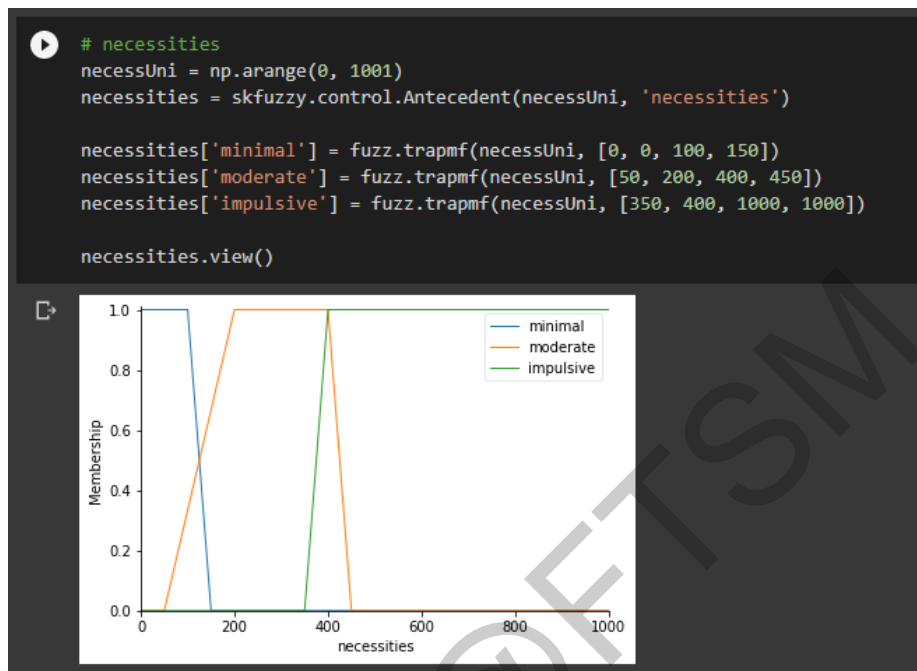 # necessities
necessUni = np.arange(0, 1001)
necessities = skfuzzy.control.Antecedent(necessUni, 'necessities')
necessities['minimal'] = fuzz.trapmf(necessUni, [0, 0, 100, 150])
necessities['moderate'] = fuzz.trapmf(necessUni, [50, 200, 400, 450])
necessities['impulsive'] = fuzz.trapmf(necessUni, [350, 400, 1000, 1000])
necessities.view()
1.0
0.8
0.6
0.4
0.2
0.0
Membership
minimal
moderate
impulsive
0 200 400 600 800 1000
necessities
@FTSM